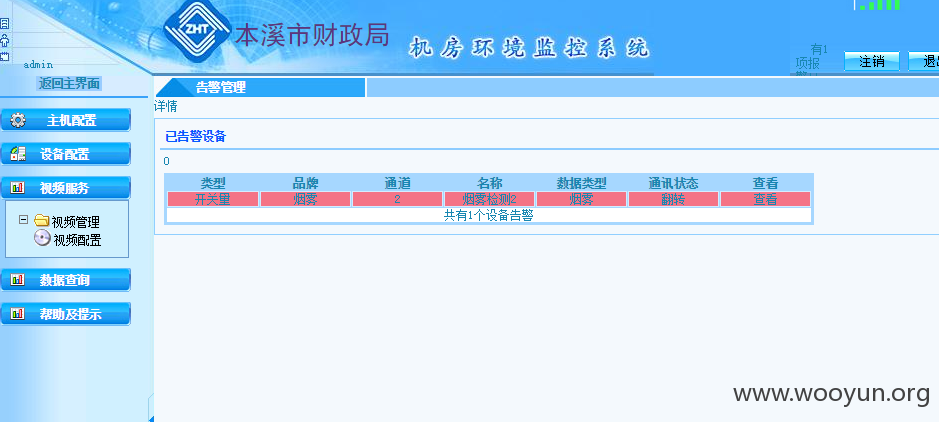 ZHT
本溪市财政局
机房环境监控系统
admin
有1
项报
注销
退出
返回主界面
主机配置
设备配置
视频服务
视频管理
视频配置
数据查询
帮助及提示
告警管理
详情
已告警设备
0
类型 品牌 通道 名称 数据类型 通讯状态 查看
开关量 烟雾 2 烟雾检测2 烟雾 翻转 查看
共有1个设备告警
www.wooyun.org